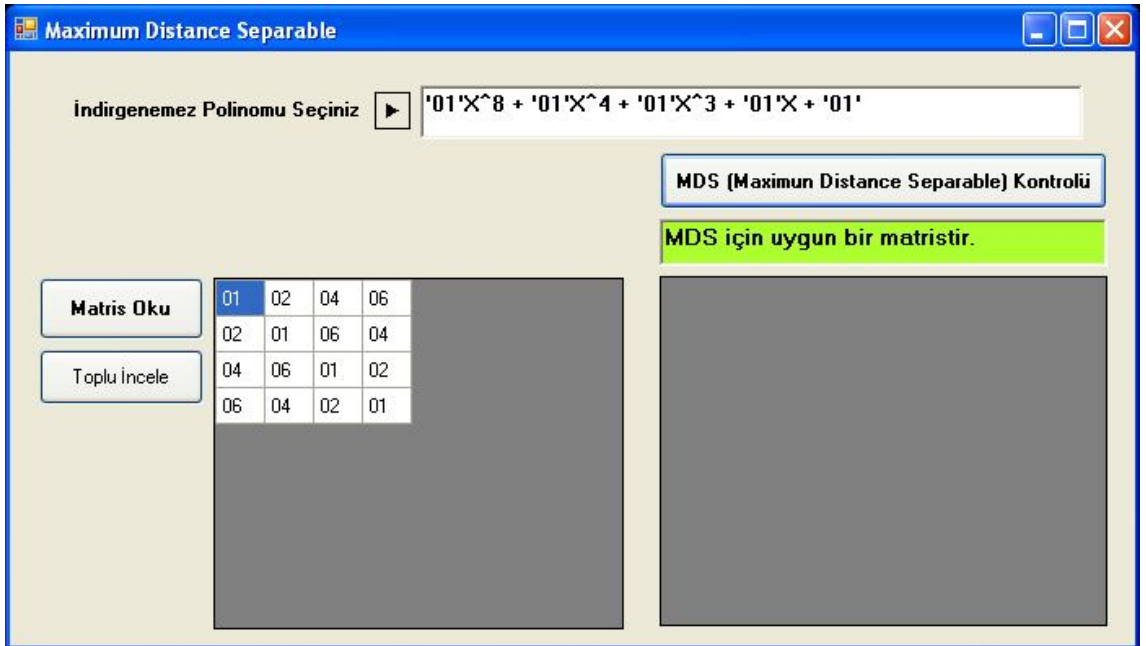 Maximum Distance Separable
İndirgenemez Polinomu Seçiniz
'01'X^8 + '01'X^4 + '01'X^3 + '01'X + '01'
MDS (Maximun Distance Separable) Kontrolü
MDS için uygun bir matristir.
Matris Oku
Toplu İncele
01 02 04 06
02 01 06 04
04 06 01 02
06 04 02 01